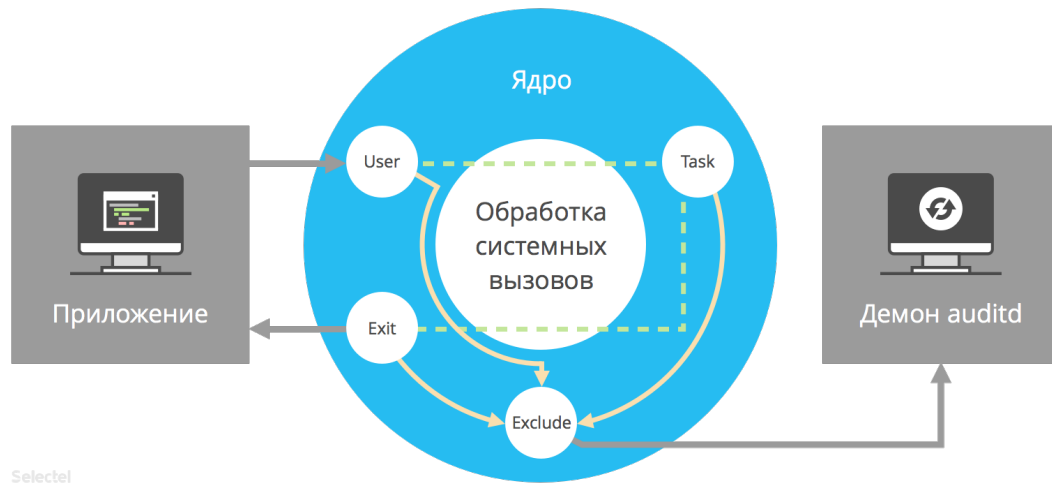 Ядро
User
Task
Обработка
системных
вызовов
Приложение
Exit
Демон auditd
Exclude
Selectel